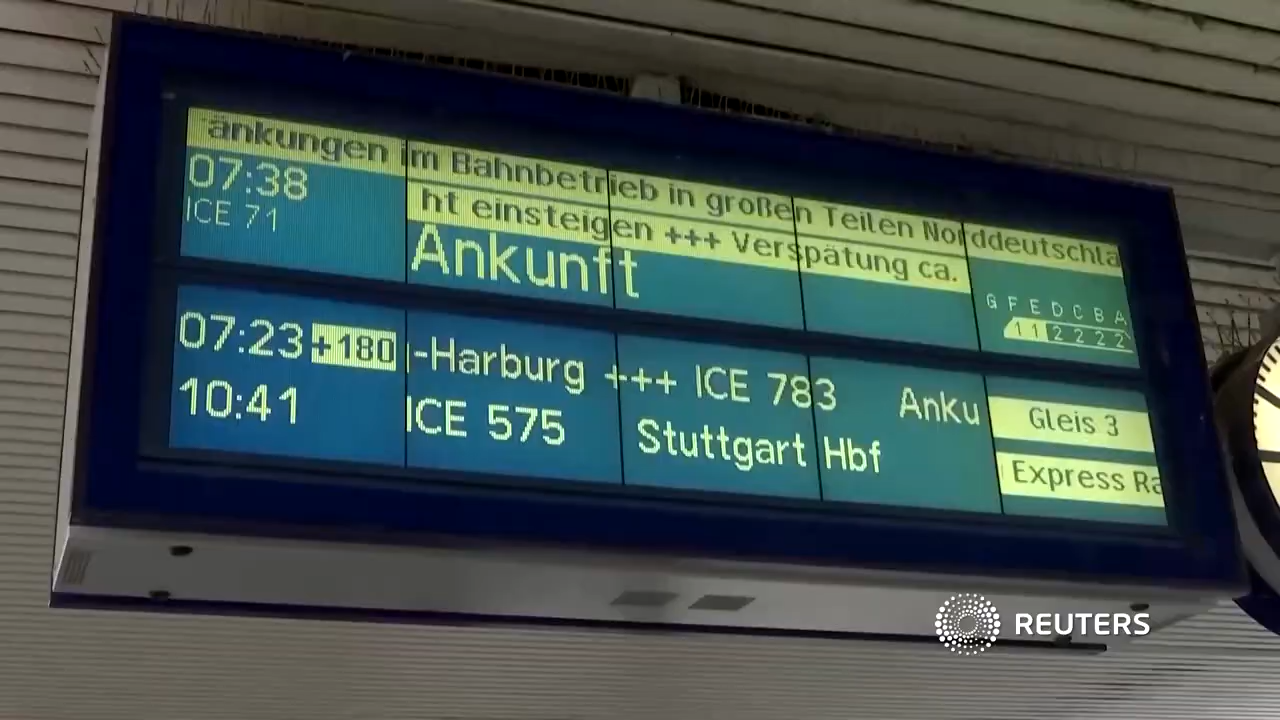 änkungen im Bahnbetrieb in großen Teilen Norddeutschla
07:38
ht einsteigen +++ Verspätung ca.
ICE 71
Ankunft
G F E D C B A
1 1 2 2 2 2
07:23 +180 -Harburg +++ ICE 783 Anku Gleis 3
10:41 ICE 575 Stuttgart Hbf Express Ra
REUTERS